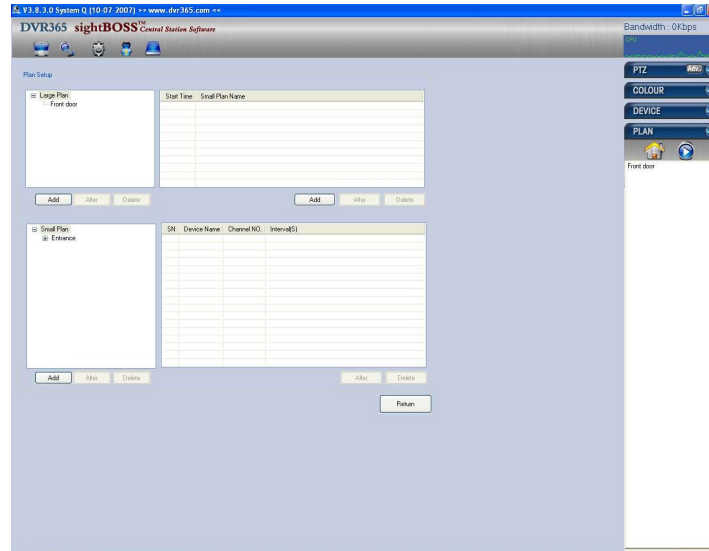 V3.8.3.0 System Q (10-07-2007) >> www.dvr365.com <<
DVR365 sightBOSS™ Central Station Software
Bandwidth : 0Kbps
CPU
PTZ
ADV.
COLOUR
DEVICE
PLAN
Front door
Plan Setup
Large Plan
Front door
Start Time Small Plan Name
Add Alter Delete
Add Alter Delete
Small Plan
Entrance
SN Device Name Channel NO. Interval(S)
Add Alter Delete
Alter Delete
Return